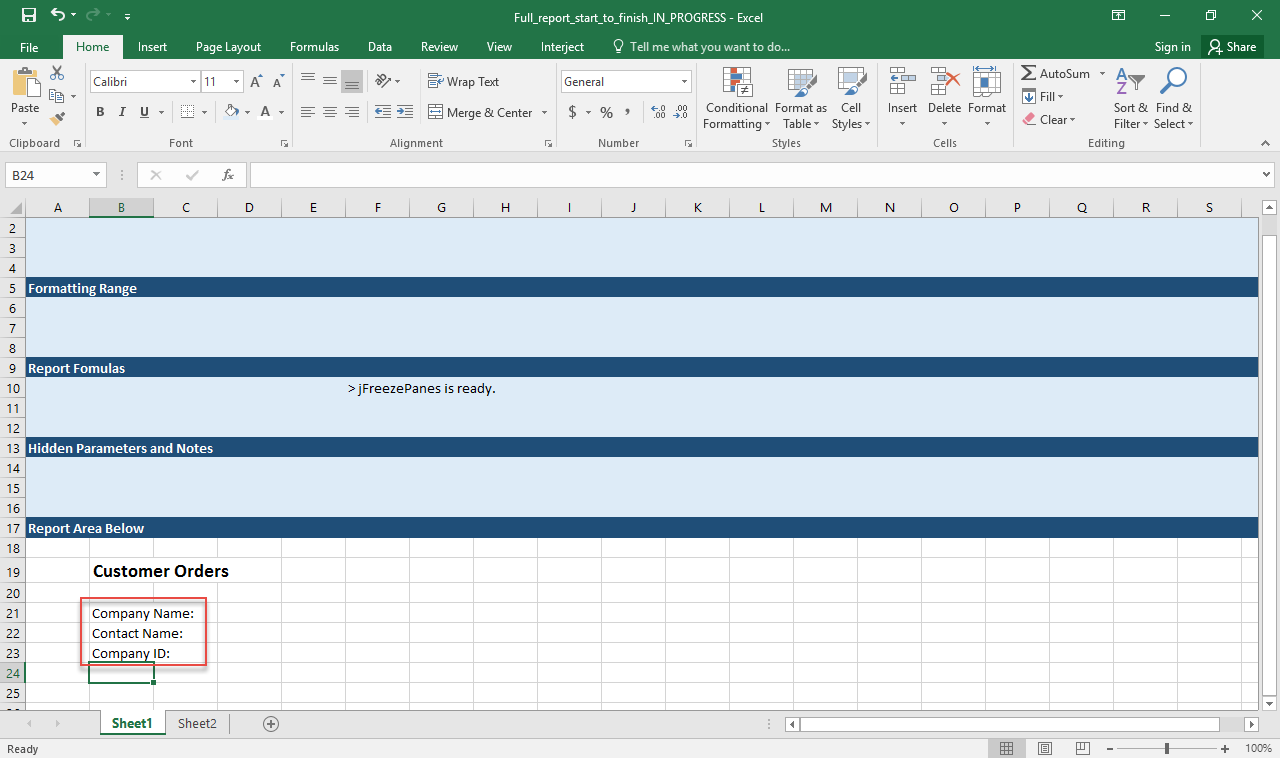 Full_report_start_to_finish_IN_PROGRESS - Excel
File Home Insert Page Layout Formulas Data Review View Interject Tell me what you want to do... Sign in Share
Paste
Clipboard
Calibri 11
B I U A
Font
Wrap Text
Merge & Center
Alignment
General
$ % ,
Number
Conditional Formatting
Format as Table
Cell Styles
Styles
Insert Delete Format
Cells
AutoSum
Fill
Clear
Sort & Filter
Find & Select
Editing
B24 fx
A B C D E F G H I J K L M N O P Q R S
2
3
4
5 Formatting Range
6
7
8
9 Report Fomulas
10 > jFreezePanes is ready.
11
12
13 Hidden Parameters and Notes
14
15
16
17 Report Area Below
18
19 Customer Orders
20
21 Company Name:
22 Contact Name:
23 Company ID:
24
25
Sheet1 Sheet2
Ready 100%